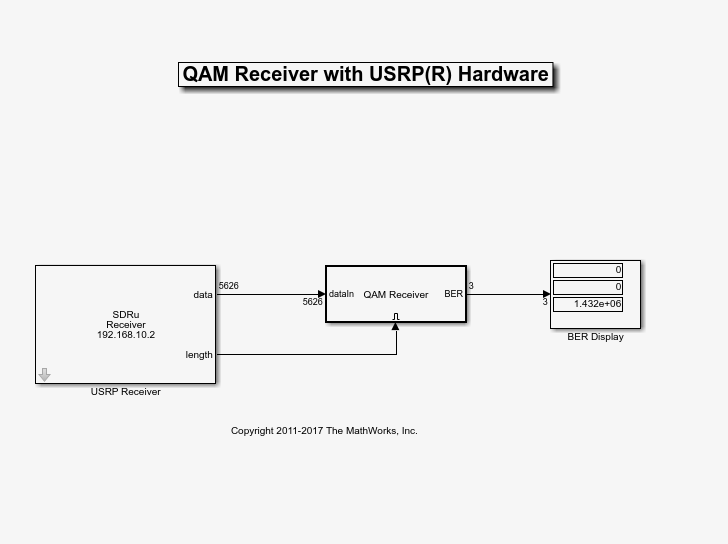 QAM Receiver with USRP(R) Hardware
data
5626
SDRu
Receiver
192.168.10.2
length
USRP Receiver
5626
dataIn
QAM Receiver
BER
3
3
0
0
1.432e+06
BER Display
Copyright 2011-2017 The MathWorks, Inc.